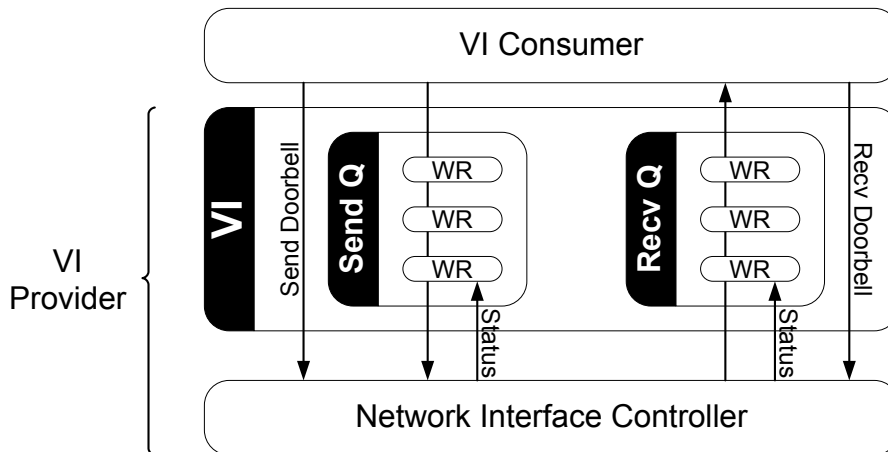 VI Consumer
VI
Provider
VI
Send Doorbell
Send Q
WR
WR
WR
Status
Recv Q
WR
WR
WR
Status
Recv Doorbell
Network Interface Controller